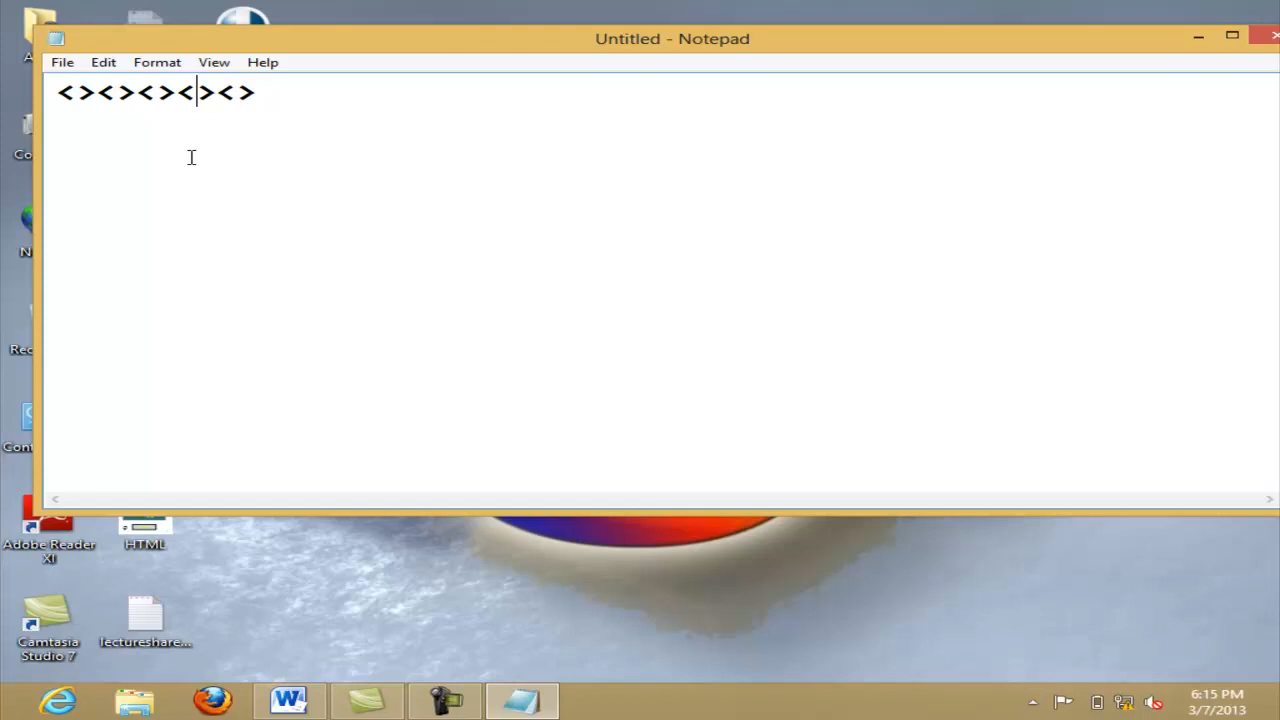 Untitled - Notepad
File Edit Format View Help
<><><><><>
Adobe Reader XI
HTML
Camtasia Studio 7
lectureshare...
6:15 PM
3/7/2013